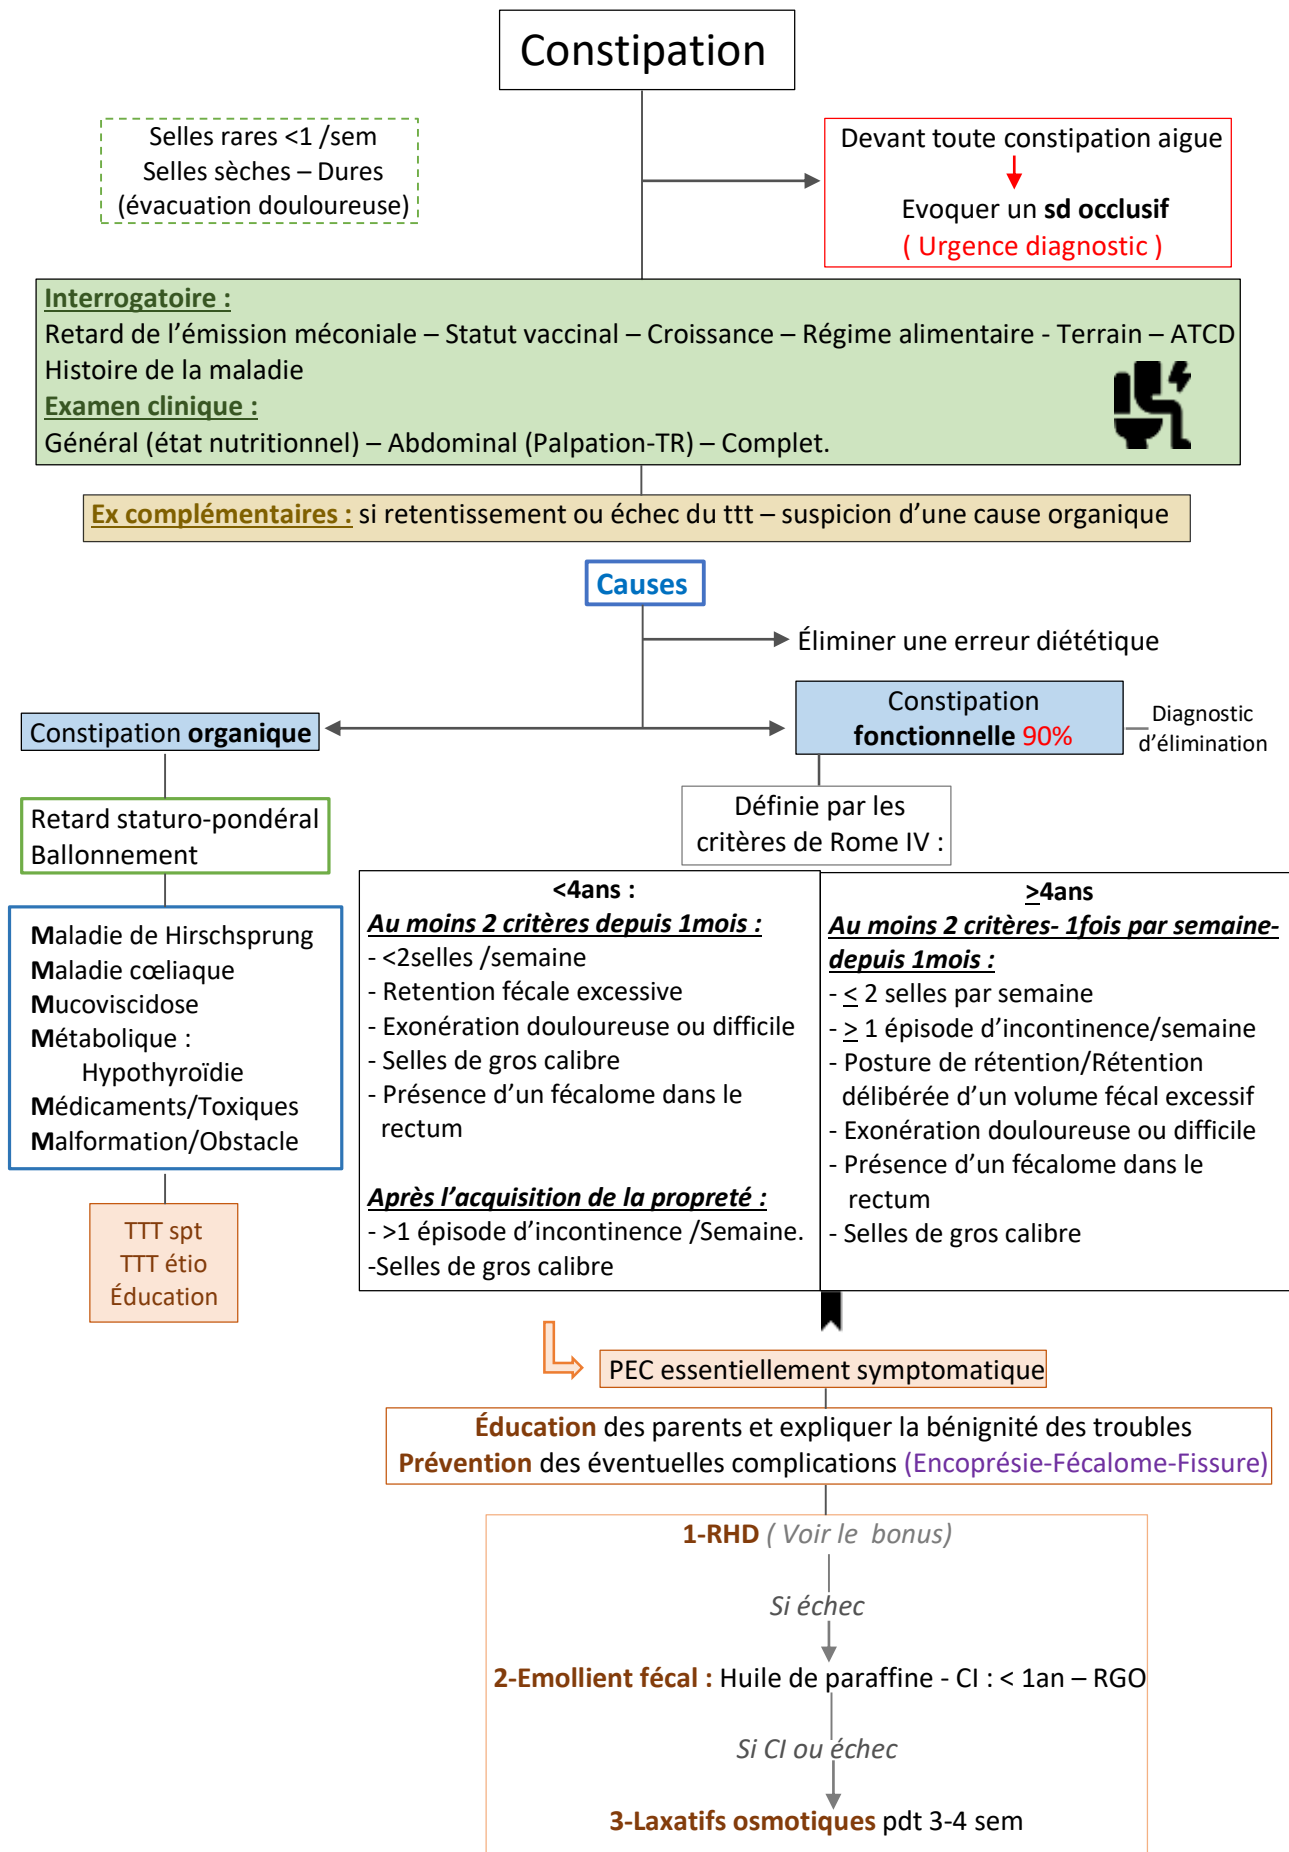 Constipation
Selles rares <1 /sem
Selles sèches – Dures
(évacuation douloureuse)
Devant toute constipation aigue
Evoquer un sd occlusif
( Urgence diagnostic )
Interrogatoire :
Retard de l'émission méconiale – Statut vaccinal – Croissance – Régime alimentaire - Terrain – ATCD
Histoire de la maladie
Examen clinique :
Général (état nutritionnel) – Abdominal (Palpation-TR) – Complet.
Ex complémentaires : si retentissement ou échec du ttt – suspicion d'une cause organique
Causes
Éliminer une erreur diététique
Constipation organique
Constipation
fonctionnelle 90%
Diagnostic
d'élimination
Retard staturo-pondéral
Ballonnement
Définie par les
critères de Rome IV :
Maladie de Hirschsprung
Maladie cœliaque
Mucoviscidose
Métabolique :
Hypothyroïdie
Médicaments/Toxiques
Malformation/Obstacle
TTT spt
TTT étio
Éducation
<4ans :
Au moins 2 critères depuis 1mois :
- <2selles /semaine
- Retention fécale excessive
- Exonération douloureuse ou difficile
- Selles de gros calibre
- Présence d'un fécalome dans le
rectum
Après l'acquisition de la propreté :
- >1 épisode d'incontinence /Semaine.
-Selles de gros calibre
≥4ans
Au moins 2 critères- 1fois par semaine-
depuis 1mois :
- ≤ 2 selles par semaine
- ≥ 1 épisode d'incontinence/semaine
- Posture de rétention/Rétention
délibérée d'un volume fécal excessif
- Exonération douloureuse ou difficile
- Présence d'un fécalome dans le
rectum
- Selles de gros calibre
PEC essentiellement symptomatique
Éducation des parents et expliquer la bénignité des troubles
Prévention des éventuelles complications (Encoprésie-Fécalome-Fissure)
1-RHD ( Voir le bonus)
Si échec
2-Emollient fécal : Huile de paraffine - CI : < 1an – RGO
Si CI ou échec
3-Laxatifs osmotiques pdt 3-4 sem